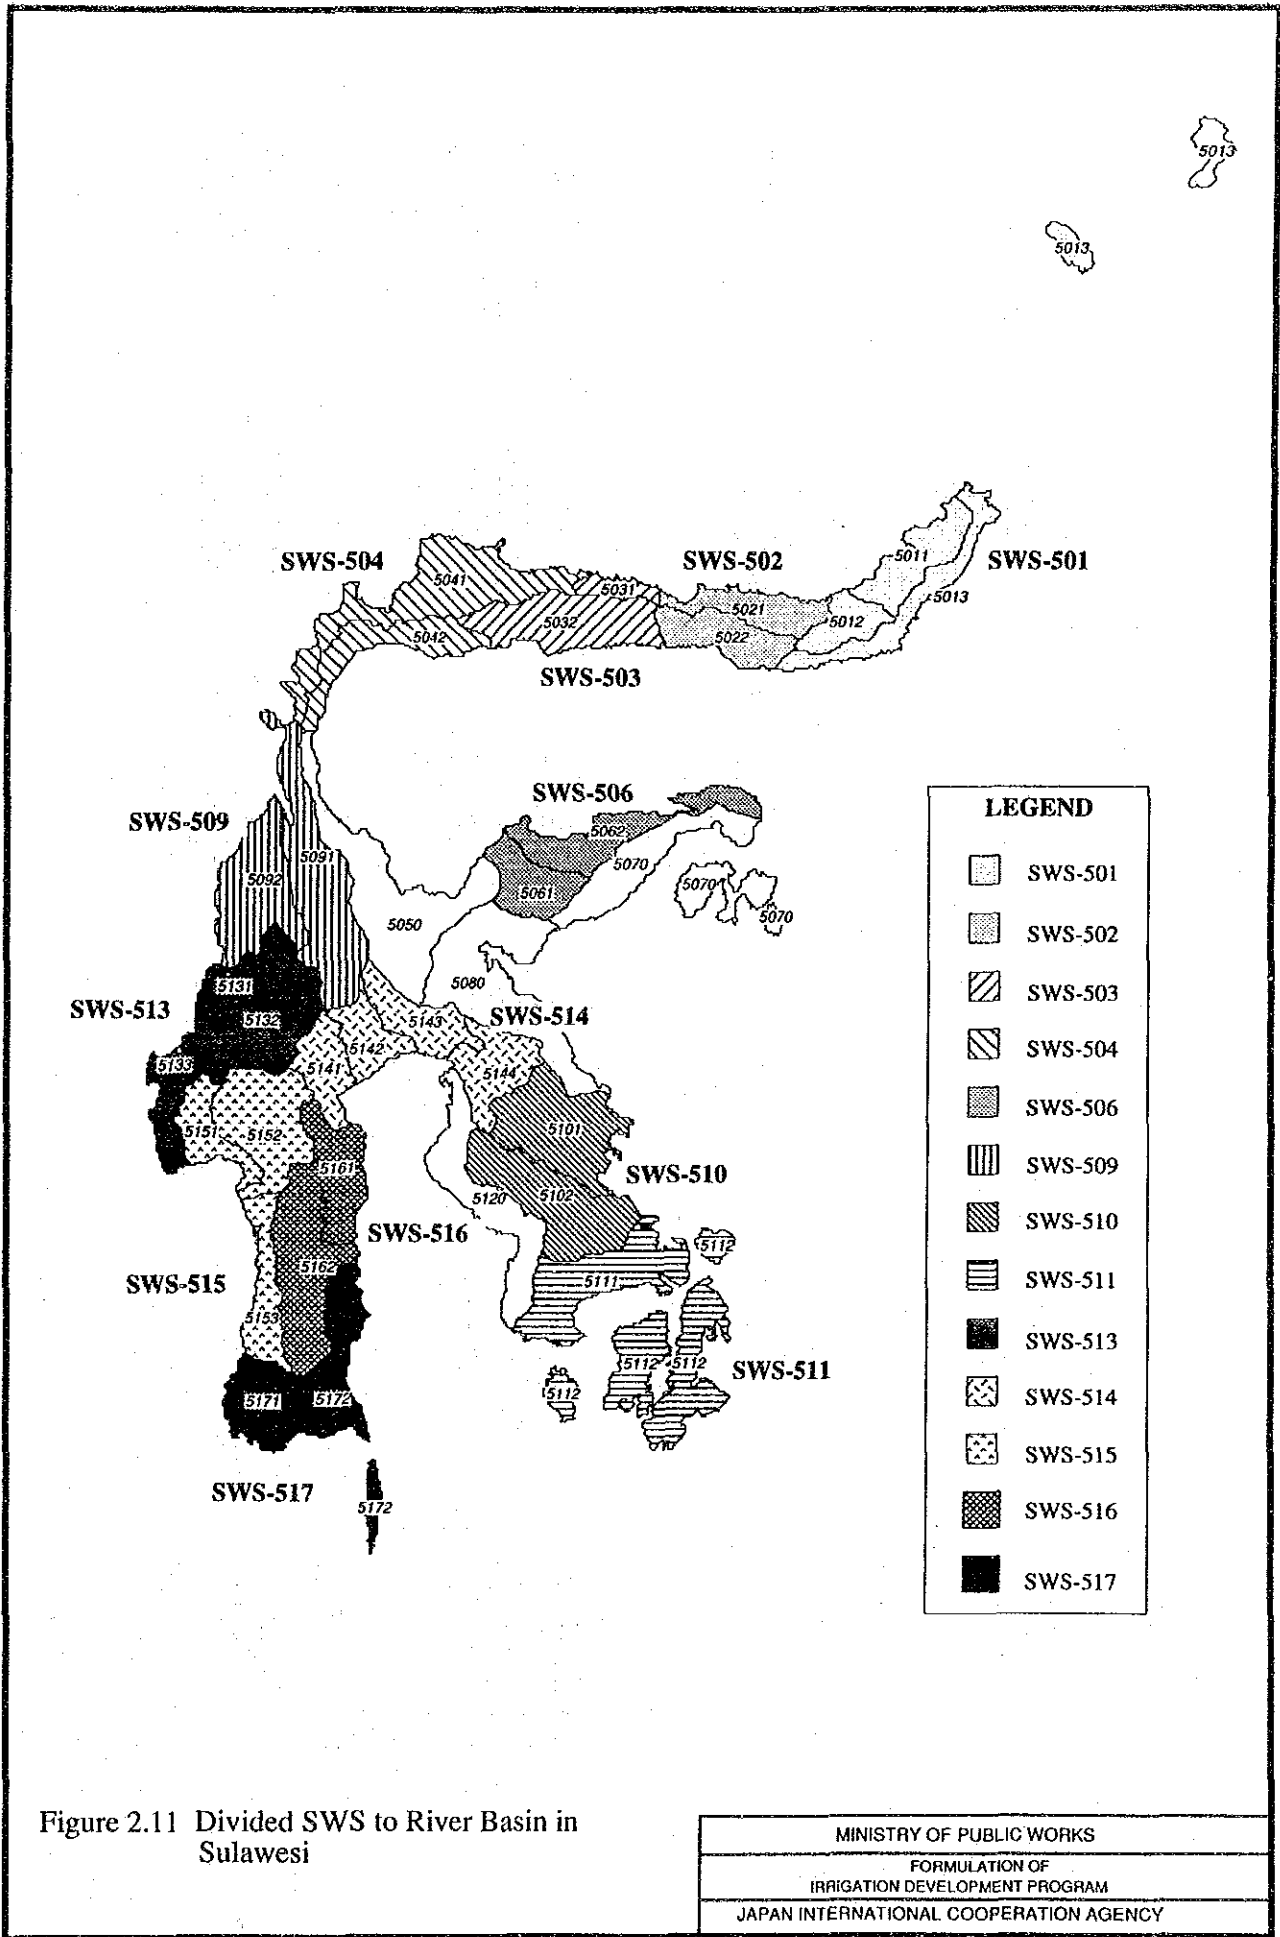 5013
5013
SWS-504
SWS-502
SWS-501
5011
5041
5031
5013
5021
5012
5032
5042
5022
SWS-503
SWS-506
SWS-509
5062
5091
5070
5092
5061
5070
5070
5050
5080
5131
SWS-513
5132
5143
SWS-514
5142
5133
5141
5144
5151
5152
5101
5161
SWS-510
5102
5120
SWS-516
5112
5162
SWS-515
5111
5153
5112
5112
SWS-511
5112
5171
5172
SWS-517
5172
LEGEND
SWS-501
SWS-502
SWS-503
SWS-504
SWS-506
SWS-509
SWS-510
SWS-511
SWS-513
SWS-514
SWS-515
SWS-516
SWS-517
Figure 2.11 Divided SWS to River Basin in
Sulawesi
MINISTRY OF PUBLIC WORKS
FORMULATION OF
IRRIGATION DEVELOPMENT PROGRAM
JAPAN INTERNATIONAL COOPERATION AGENCY